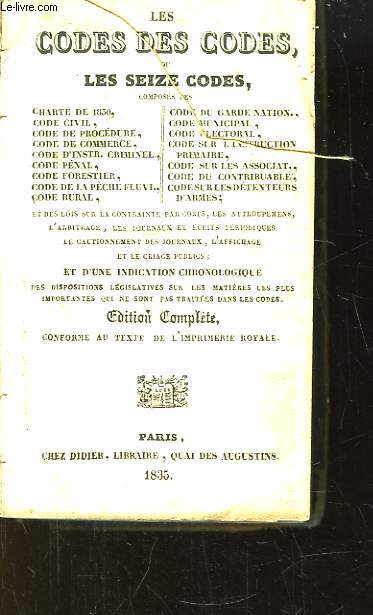 www.le-livre.com
LES
CODES DES CODES,
OU
LES SEIZE CODES,
COMPOSÉS DES
CHARTE DE 1830,
CODE CIVIL,
CODE DE PROCÉDURE,
CODE DE COMMERCE,
CODE D'INSTR. CRIMINEL.,
CODE PÉNAL,
CODE FORESTIER,
CODE DE LA PÊCHE FLUVI.,
CODE RURAL,
CODE DU GARDE NATION.,
CODE MUNICIPAL,
CODE ÉLECTORAL,
CODE SUR L'INSTRUCTION
PRIMAIRE,
CODE SUR LES ASSOCIAT.,
CODE DU CONTRIBUABLE,
CODE SUR LES DÉTENTEURS
D'ARMES;
ET DES LOIS SUR LA CONTRAINTE PAR CORPS, LES ATTROUPEMENS,
L'ARBITRAGE, LES JOURNAUX ET ÉCRITS PÉRIODIQUES
LE CAUTIONNEMENT DES JOURNAUX, L'AFFICHAGE
ET LE CRIAGE PUBLICS;
ET D'UNE INDICATION CHRONOLOGIQUE
DES DISPOSITIONS LÉGISLATIVES SUR LES MATIÈRES LES PLUS
IMPORTANTES QUI NE SONT PAS TRAITÉES DANS LES CODES.
Edition Complète,
CONFORME AU TEXTE DE L'IMPRIMERIE ROYALE.
PARIS,
CHEZ DIDIER, LIBRAIRE, QUAI DES AUGUSTINS.
1835.